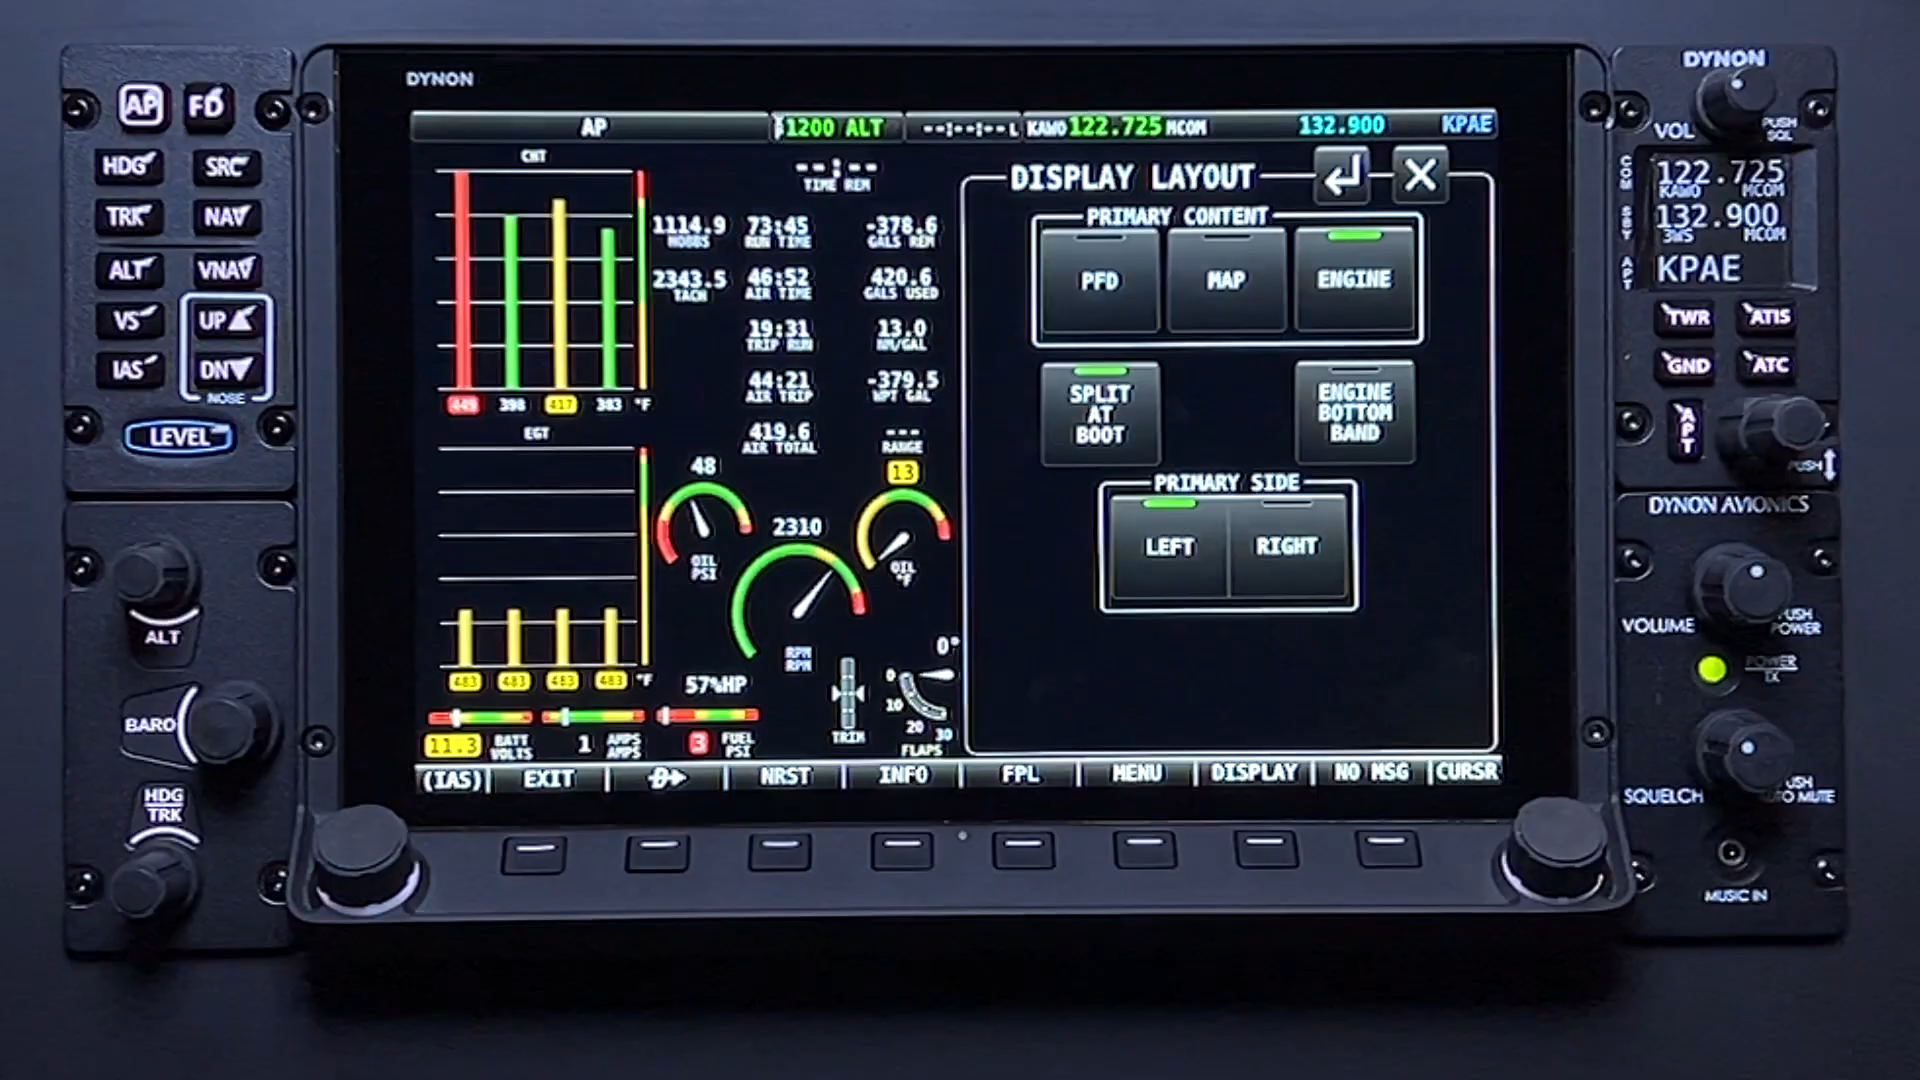 DYNON
AP
FD
HDG
SRC
TRK
NAV
ALT
VNAV
VS
UP
IAS
DN
NOSE
LEVEL
ALT
BARO
HDG
TRK
AP
1200 ALT
--:--:-- L
KAWO 122.725 MCOM
132.900
KPAE
CHT
449
398
417
383
°F
EGT
483
483
483
483
°F
--:--
TIME REM
1114.9
HOBBS
73:45
RUN TIME
-378.6
GALS REM
2343.5
TACH
46:52
AIR TIME
420.6
GALS USED
19:31
TRIP RUN
13.0
NM/GAL
44:21
AIR TRIP
-379.5
WPT GAL
419.6
AIR TOTAL
---
RANGE
48
OIL
PSI
13
OIL
°F
2310
RPM
RPM
57%HP
11.3
BATT
VOLTS
1
AMPS
AMPS
3
FUEL
PSI
TRIM
0°
0
10
20
30
FLAPS
DISPLAY LAYOUT
PRIMARY CONTENT
PFD
MAP
ENGINE
SPLIT
AT
BOOT
ENGINE
BOTTOM
BAND
PRIMARY SIDE
LEFT
RIGHT
(IAS)
EXIT
D
NRST
INFO
FPL
MENU
DISPLAY
NO MSG
CURSR
DYNON
VOL
PUSH
SQL
COM
122.725
KAWO MCOM
SBY
132.900
3W5 MCOM
APT
KPAE
TWR
ATIS
GND
ATC
APT
PUSH
DYNON AVIONICS
VOLUME
PUSH
POWER
POWER
TX
SQUELCH
AUTO MUTE
MUSIC IN